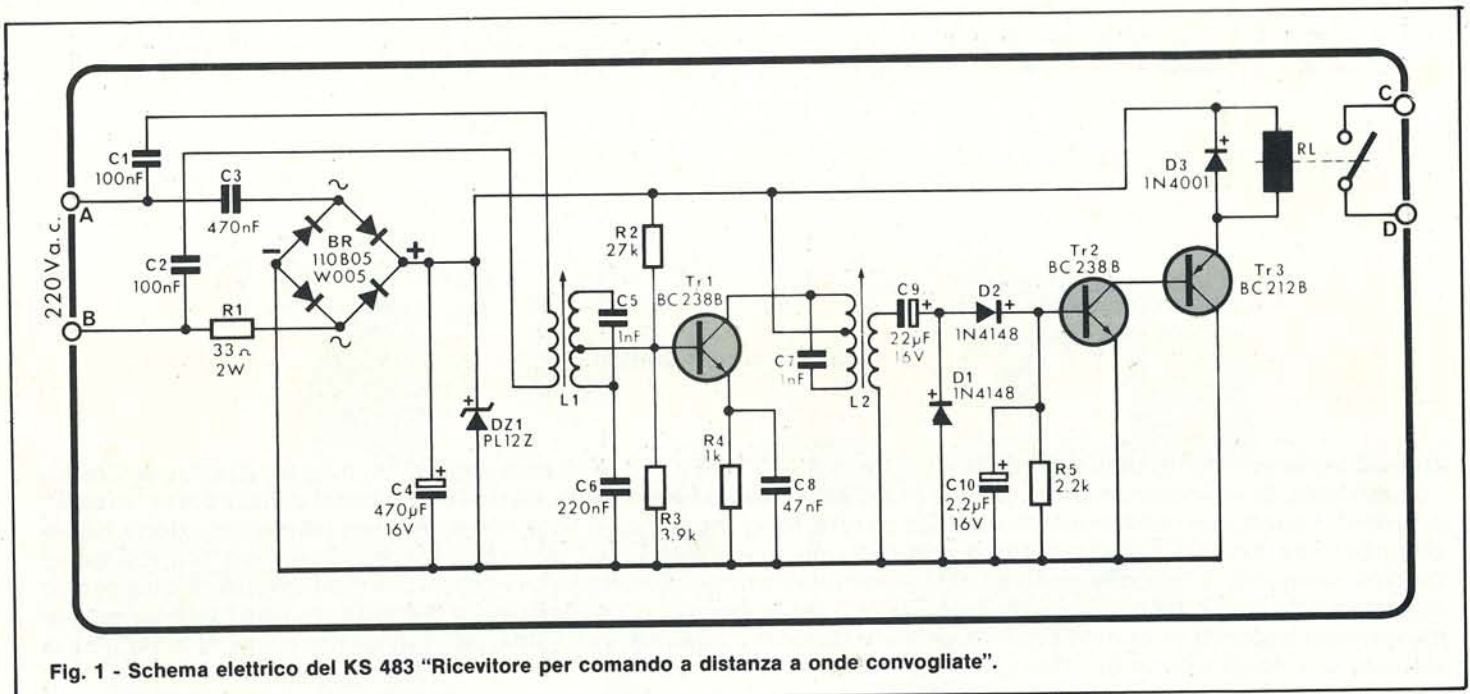 A
B
220 V a. c.
C1
100nF
C2
100nF
C3
470nF
R1
33Ω
2W
~
BR
110B05
W005
~
-
+
C4
470µF
16V
+
DZ1
PL12Z
+
L1
C5
1nF
C6
220nF
R2
27k
R3
3.9k
Tr1
BC238B
R4
1k
C8
47nF
C7
1nF
L2
C9
+
22µF
16V
D2
+
1N4148
D1
1N4148
+
C10
2,2µF
16V
+
R5
2.2k
Tr2
BC 238B
Tr3
BC212B
D3
1N4001
+
RL
C
D
Fig. 1 - Schema elettrico del KS 483 “Ricevitore per comando a distanza a onde convogliate”.